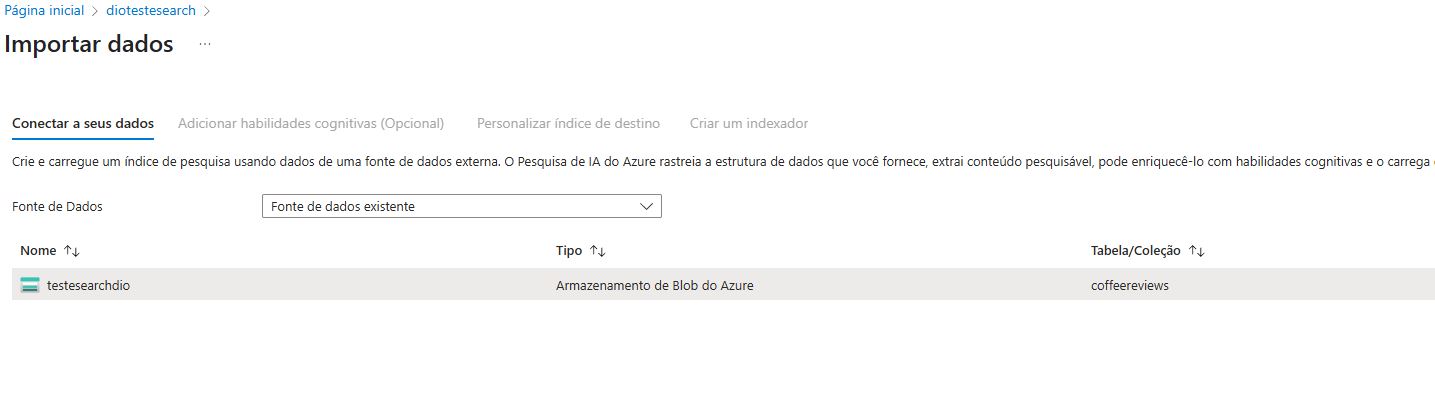 Página inicial > diotestesearch >
Importar dados ...
Conectar a seus dados Adicionar habilidades cognitivas (Opcional) Personalizar índice de destino Criar um indexador
Crie e carregue um índice de pesquisa usando dados de uma fonte de dados externa. O Pesquisa de IA do Azure rastreia a estrutura de dados que você fornece, extrai conteúdo pesquisável, pode enriquecê-lo com habilidades cognitivas e o carrega
Fonte de Dados Fonte de dados existente
Nome Tipo Tabela/Coleção
testesearchdio Armazenamento de Blob do Azure coffeereviews